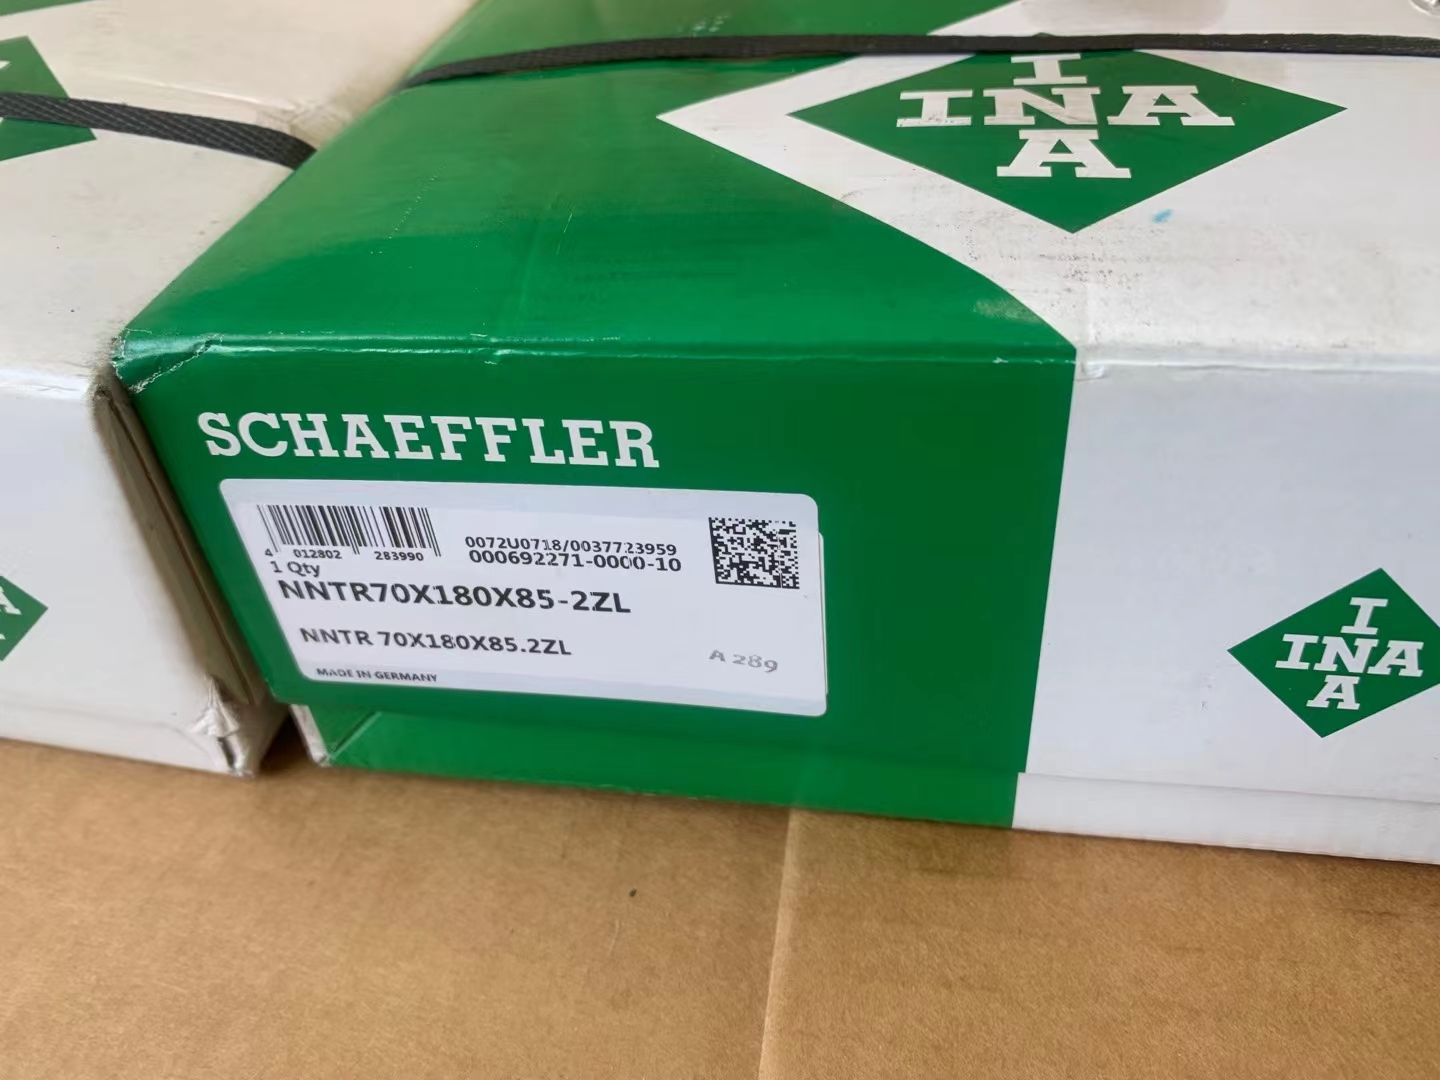 I
INA
A
SCHAEFFLER
4 012802 283990
0072U0718/0037723959
000692271-0000-10
1 Qty
NNTR70X180X85-2ZL
NNTR 70X180X85.2ZL
A 289
MADE IN GERMANY
I
INA
A